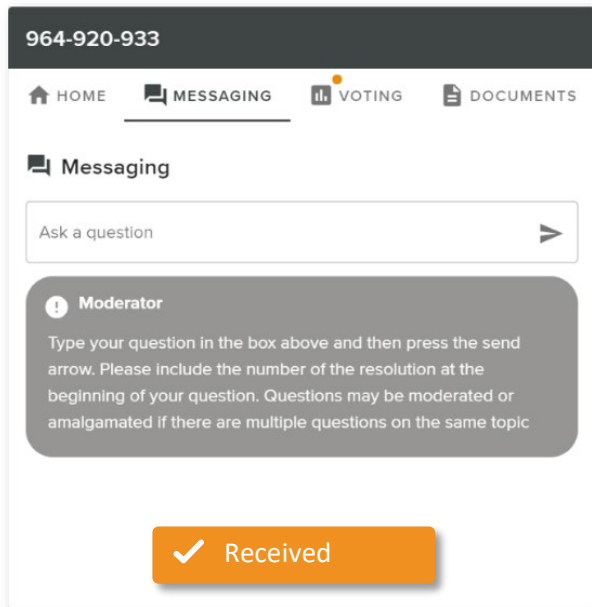 964-920-933
HOME MESSAGING VOTING DOCUMENTS
Messaging
Ask a question
Moderator
Type your question in the box above and then press the send
arrow. Please include the number of the resolution at the
beginning of your question. Questions may be moderated or
amalgamated if there are multiple questions on the same topic
Received